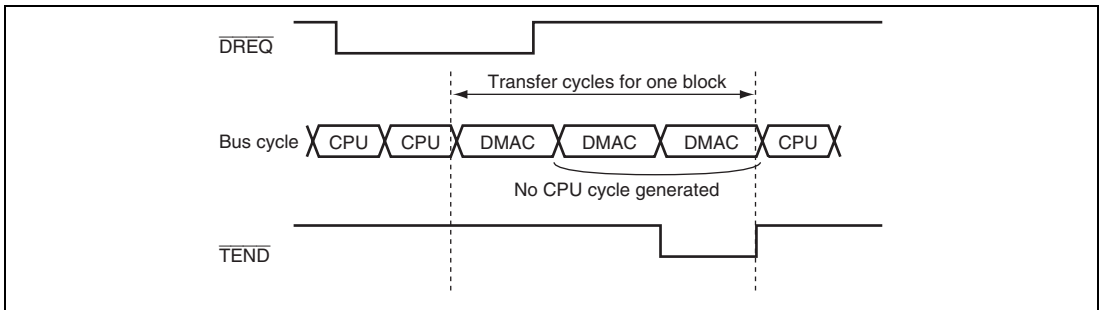 DREQ
Transfer cycles for one block
Bus cycle CPU CPU DMAC DMAC DMAC CPU
No CPU cycle generated
TEND